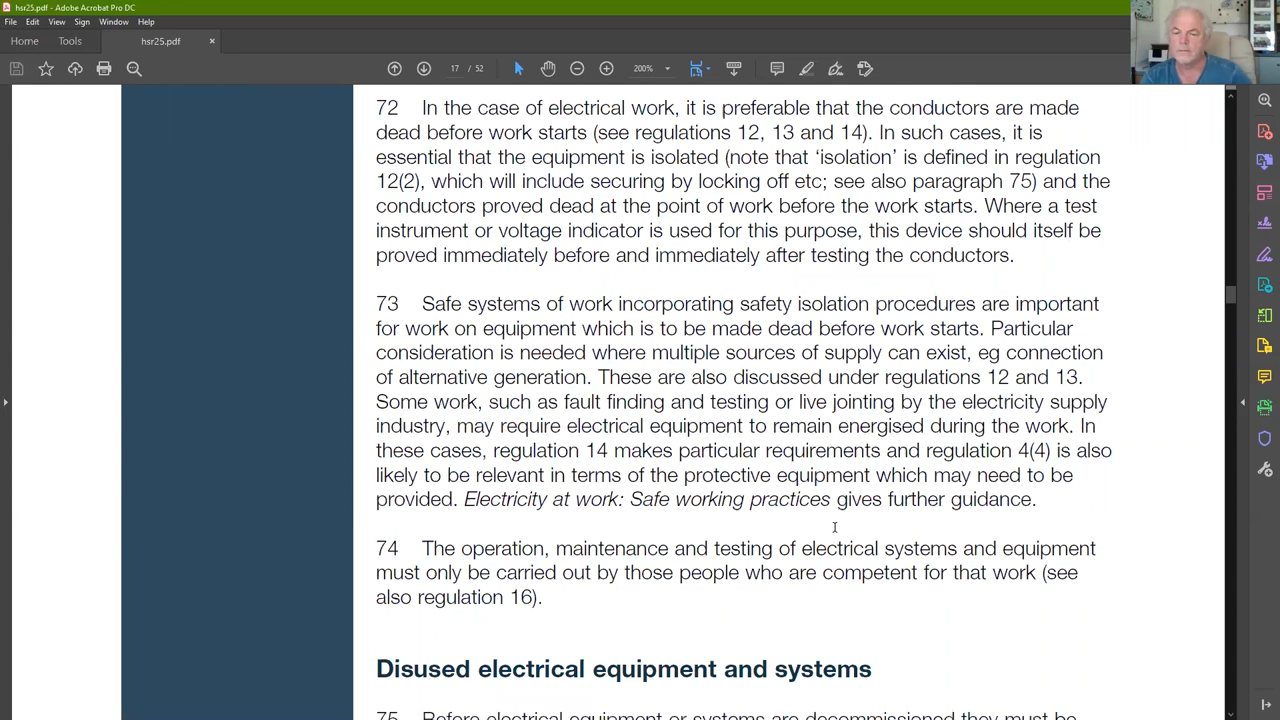 hsr25.pdf - Adobe Acrobat Pro DC
File Edit View Sign Window Help
Home Tools hsr25.pdf ×
17 / 52 200%
72 In the case of electrical work, it is preferable that the conductors are made
dead before work starts (see regulations 12, 13 and 14). In such cases, it is
essential that the equipment is isolated (note that ‘isolation’ is defined in regulation
12(2), which will include securing by locking off etc; see also paragraph 75) and the
conductors proved dead at the point of work before the work starts. Where a test
instrument or voltage indicator is used for this purpose, this device should itself be
proved immediately before and immediately after testing the conductors.
73 Safe systems of work incorporating safety isolation procedures are important
for work on equipment which is to be made dead before work starts. Particular
consideration is needed where multiple sources of supply can exist, eg connection
of alternative generation. These are also discussed under regulations 12 and 13.
Some work, such as fault finding and testing or live jointing by the electricity supply
industry, may require electrical equipment to remain energised during the work. In
these cases, regulation 14 makes particular requirements and regulation 4(4) is also
likely to be relevant in terms of the protective equipment which may need to be
provided. Electricity at work: Safe working practices gives further guidance.
74 The operation, maintenance and testing of electrical systems and equipment
must only be carried out by those people who are competent for that work (see
also regulation 16).
Disused electrical equipment and systems
75 Before electrical equipment or systems are decommissioned they must be